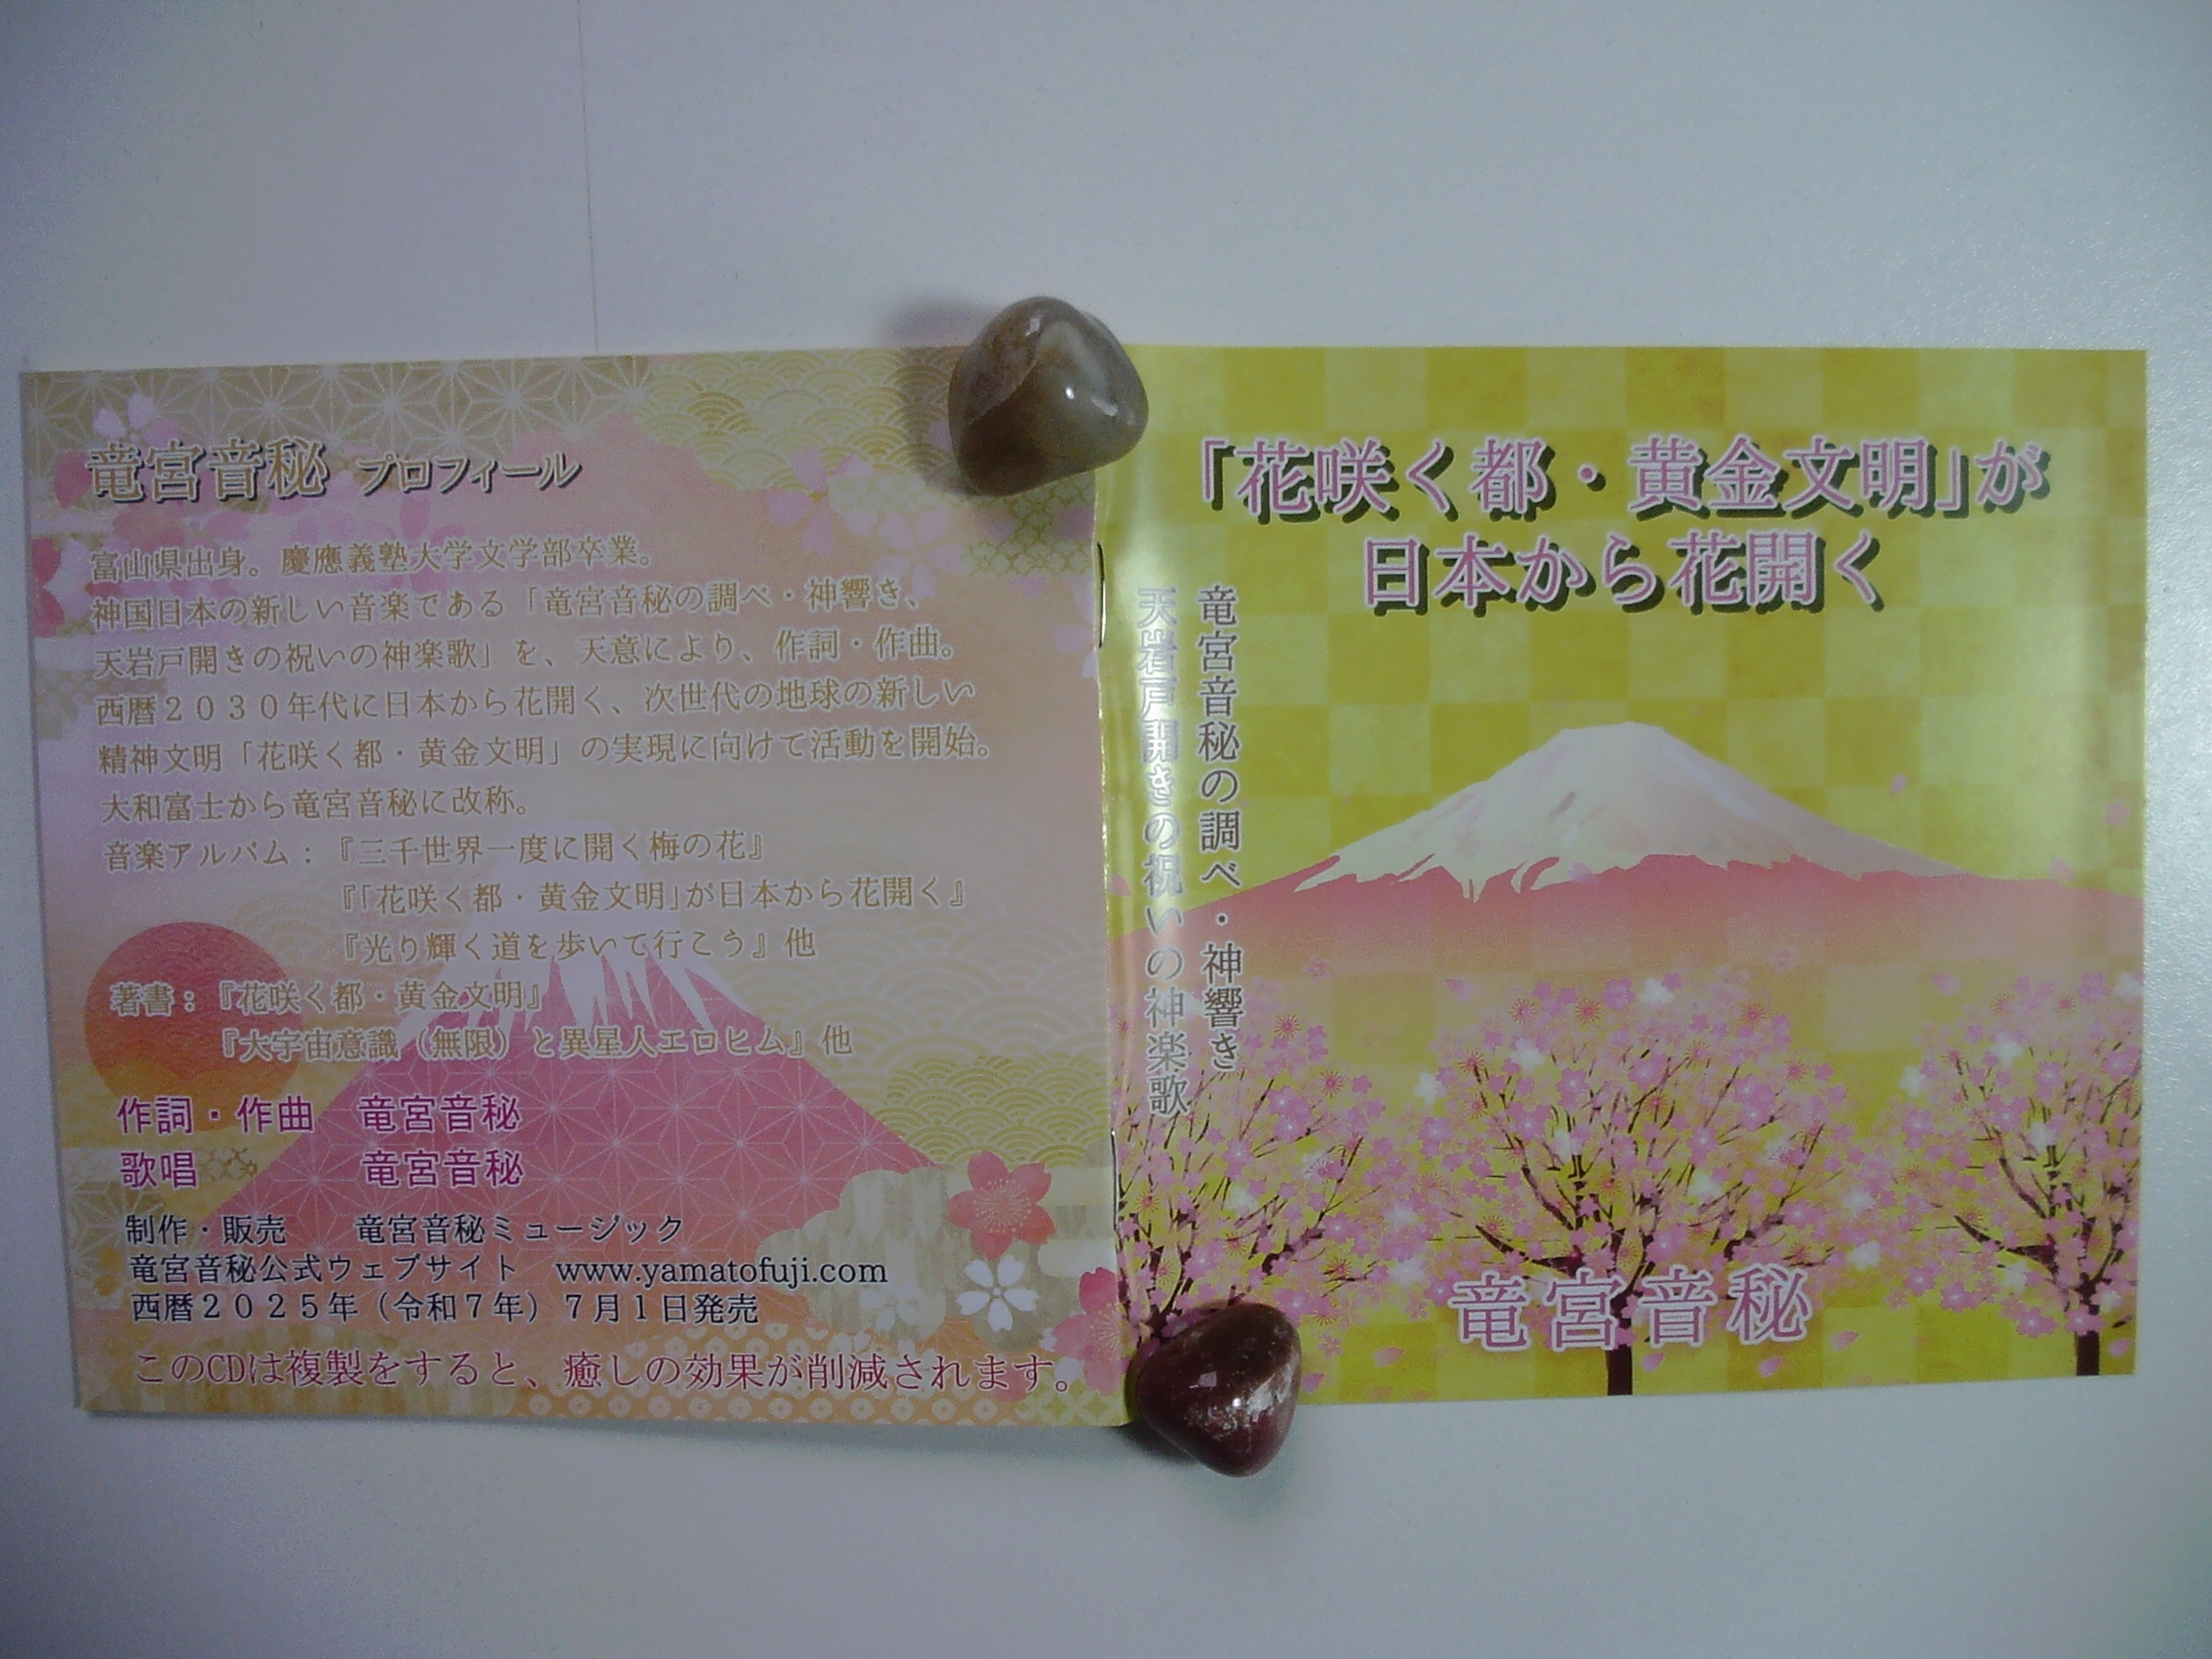 竜宮音秘 プロフィール
富山県出身。慶應義塾大学文学部卒業。
神国日本の新しい音楽である「竜宮音秘の調べ・神響き、
天岩戸開きの祝いの神楽歌」を、天意により、作詞・作曲。
西暦２０３０年代に日本から花開く、次世代の地球の新しい
精神文明「花咲く都・黄金文明」の実現に向けて活動を開始。
大和富士から竜宮音秘に改称。
音楽アルバム：『三千世界一度に開く梅の花』
『「花咲く都・黄金文明」が日本から花開く』
『光り輝く道を歩いて行こう』他
著書：『花咲く都・黄金文明』
『大宇宙意識（無限）と異星人エロヒム』他
作詞・作曲 竜宮音秘
歌唱 竜宮音秘
制作・販売 竜宮音秘ミュージック
竜宮音秘公式ウェブサイト www.yamatofuji.com
西暦２０２５年（令和７年）７月１日発売
このCDは複製をすると、癒しの効果が削減されます。
「花咲く都・黄金文明」が
日本から花開く
竜宮音秘の調べ・神響き
天岩戸開きの祝いの神楽歌
竜宮音秘